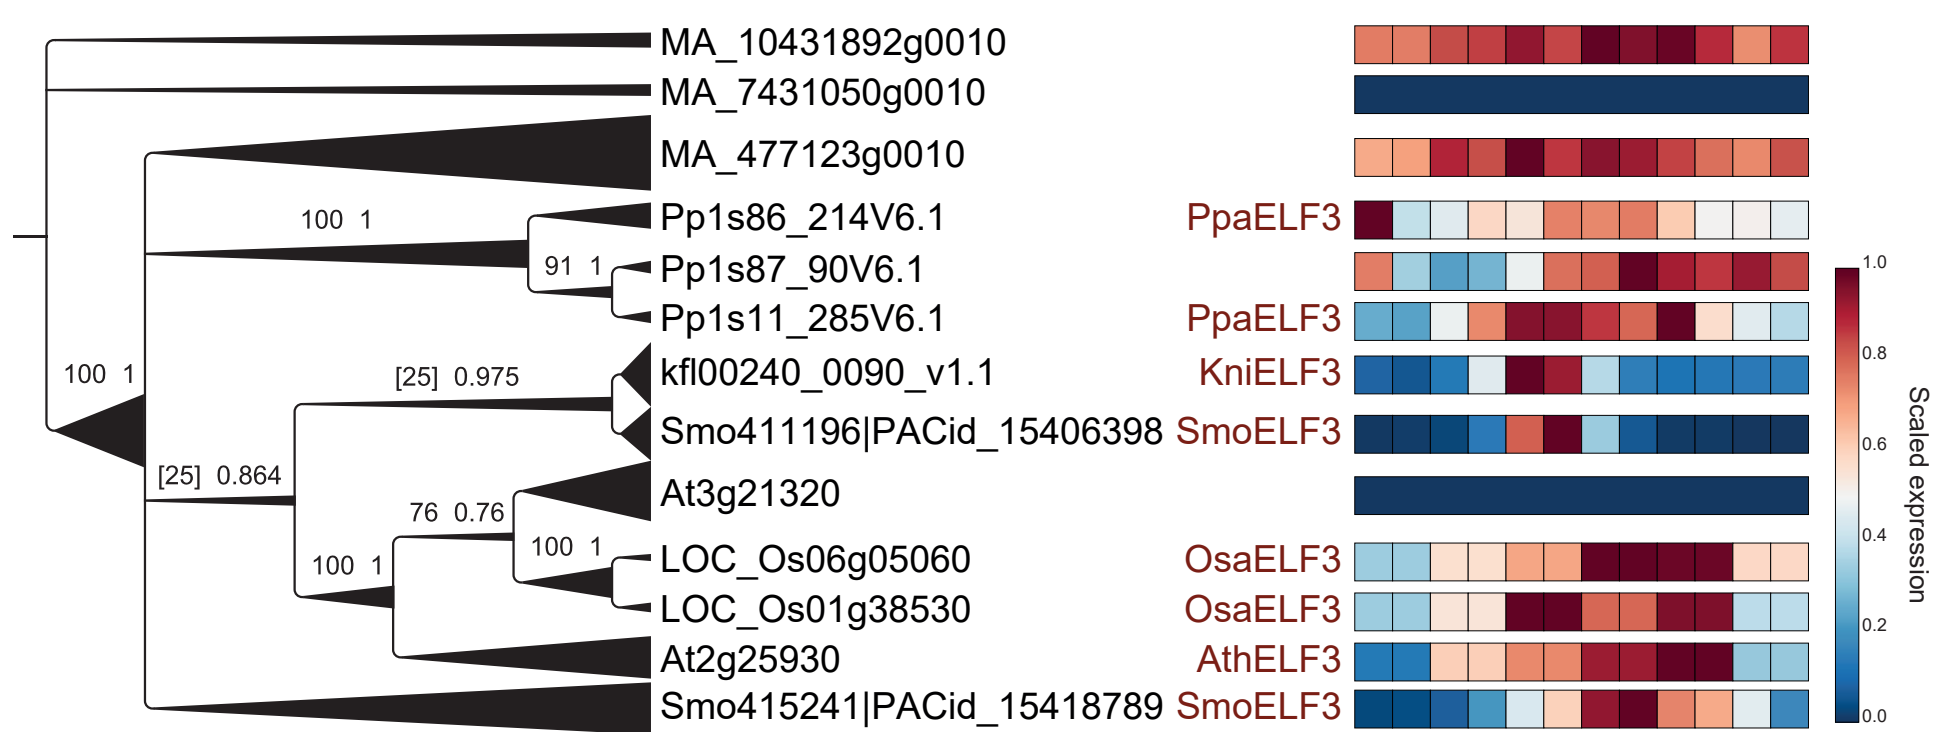 MA_10431892g0010
MA_7431050g0010
MA_477123g0010
100 1
Pp1s86_214V6.1 PpaELF3
91 1
Pp1s87_90V6.1
1.0
Pp1s11_285V6.1 PpaELF3
0.8
100 1
[25] 0.975
kfl00240_0090_v1.1 KniELF3
Smo411196|PACid_15406398 SmoELF3
0.6
[25] 0.864
At3g21320
Scaled expression
76 0.76
0.4
100 1
LOC_Os06g05060 OsaELF3
100 1
LOC_Os01g38530 OsaELF3
0.2
At2g25930 AthELF3
Smo415241|PACid_15418789 SmoELF3
0.0